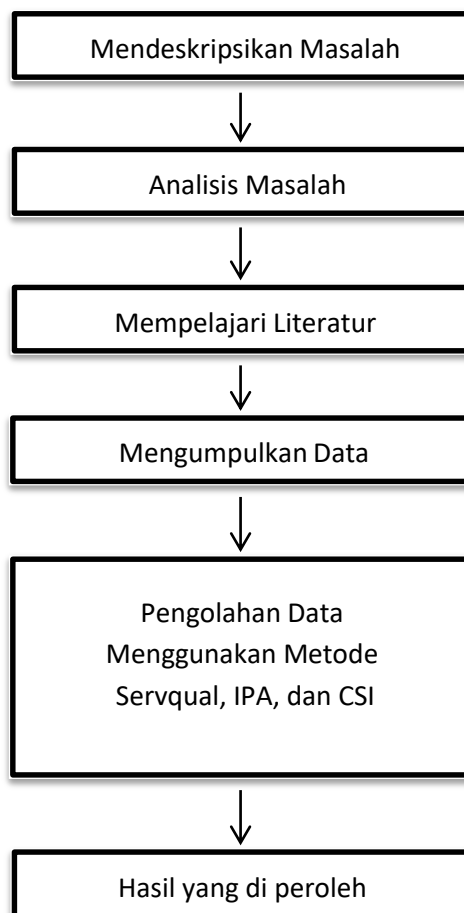 Mendeskripsikan Masalah
Analisis Masalah
Mempelajari Literatur
Mengumpulkan Data
Pengolahan Data
Menggunakan Metode
Servqual, IPA, dan CSI
Hasil yang di peroleh